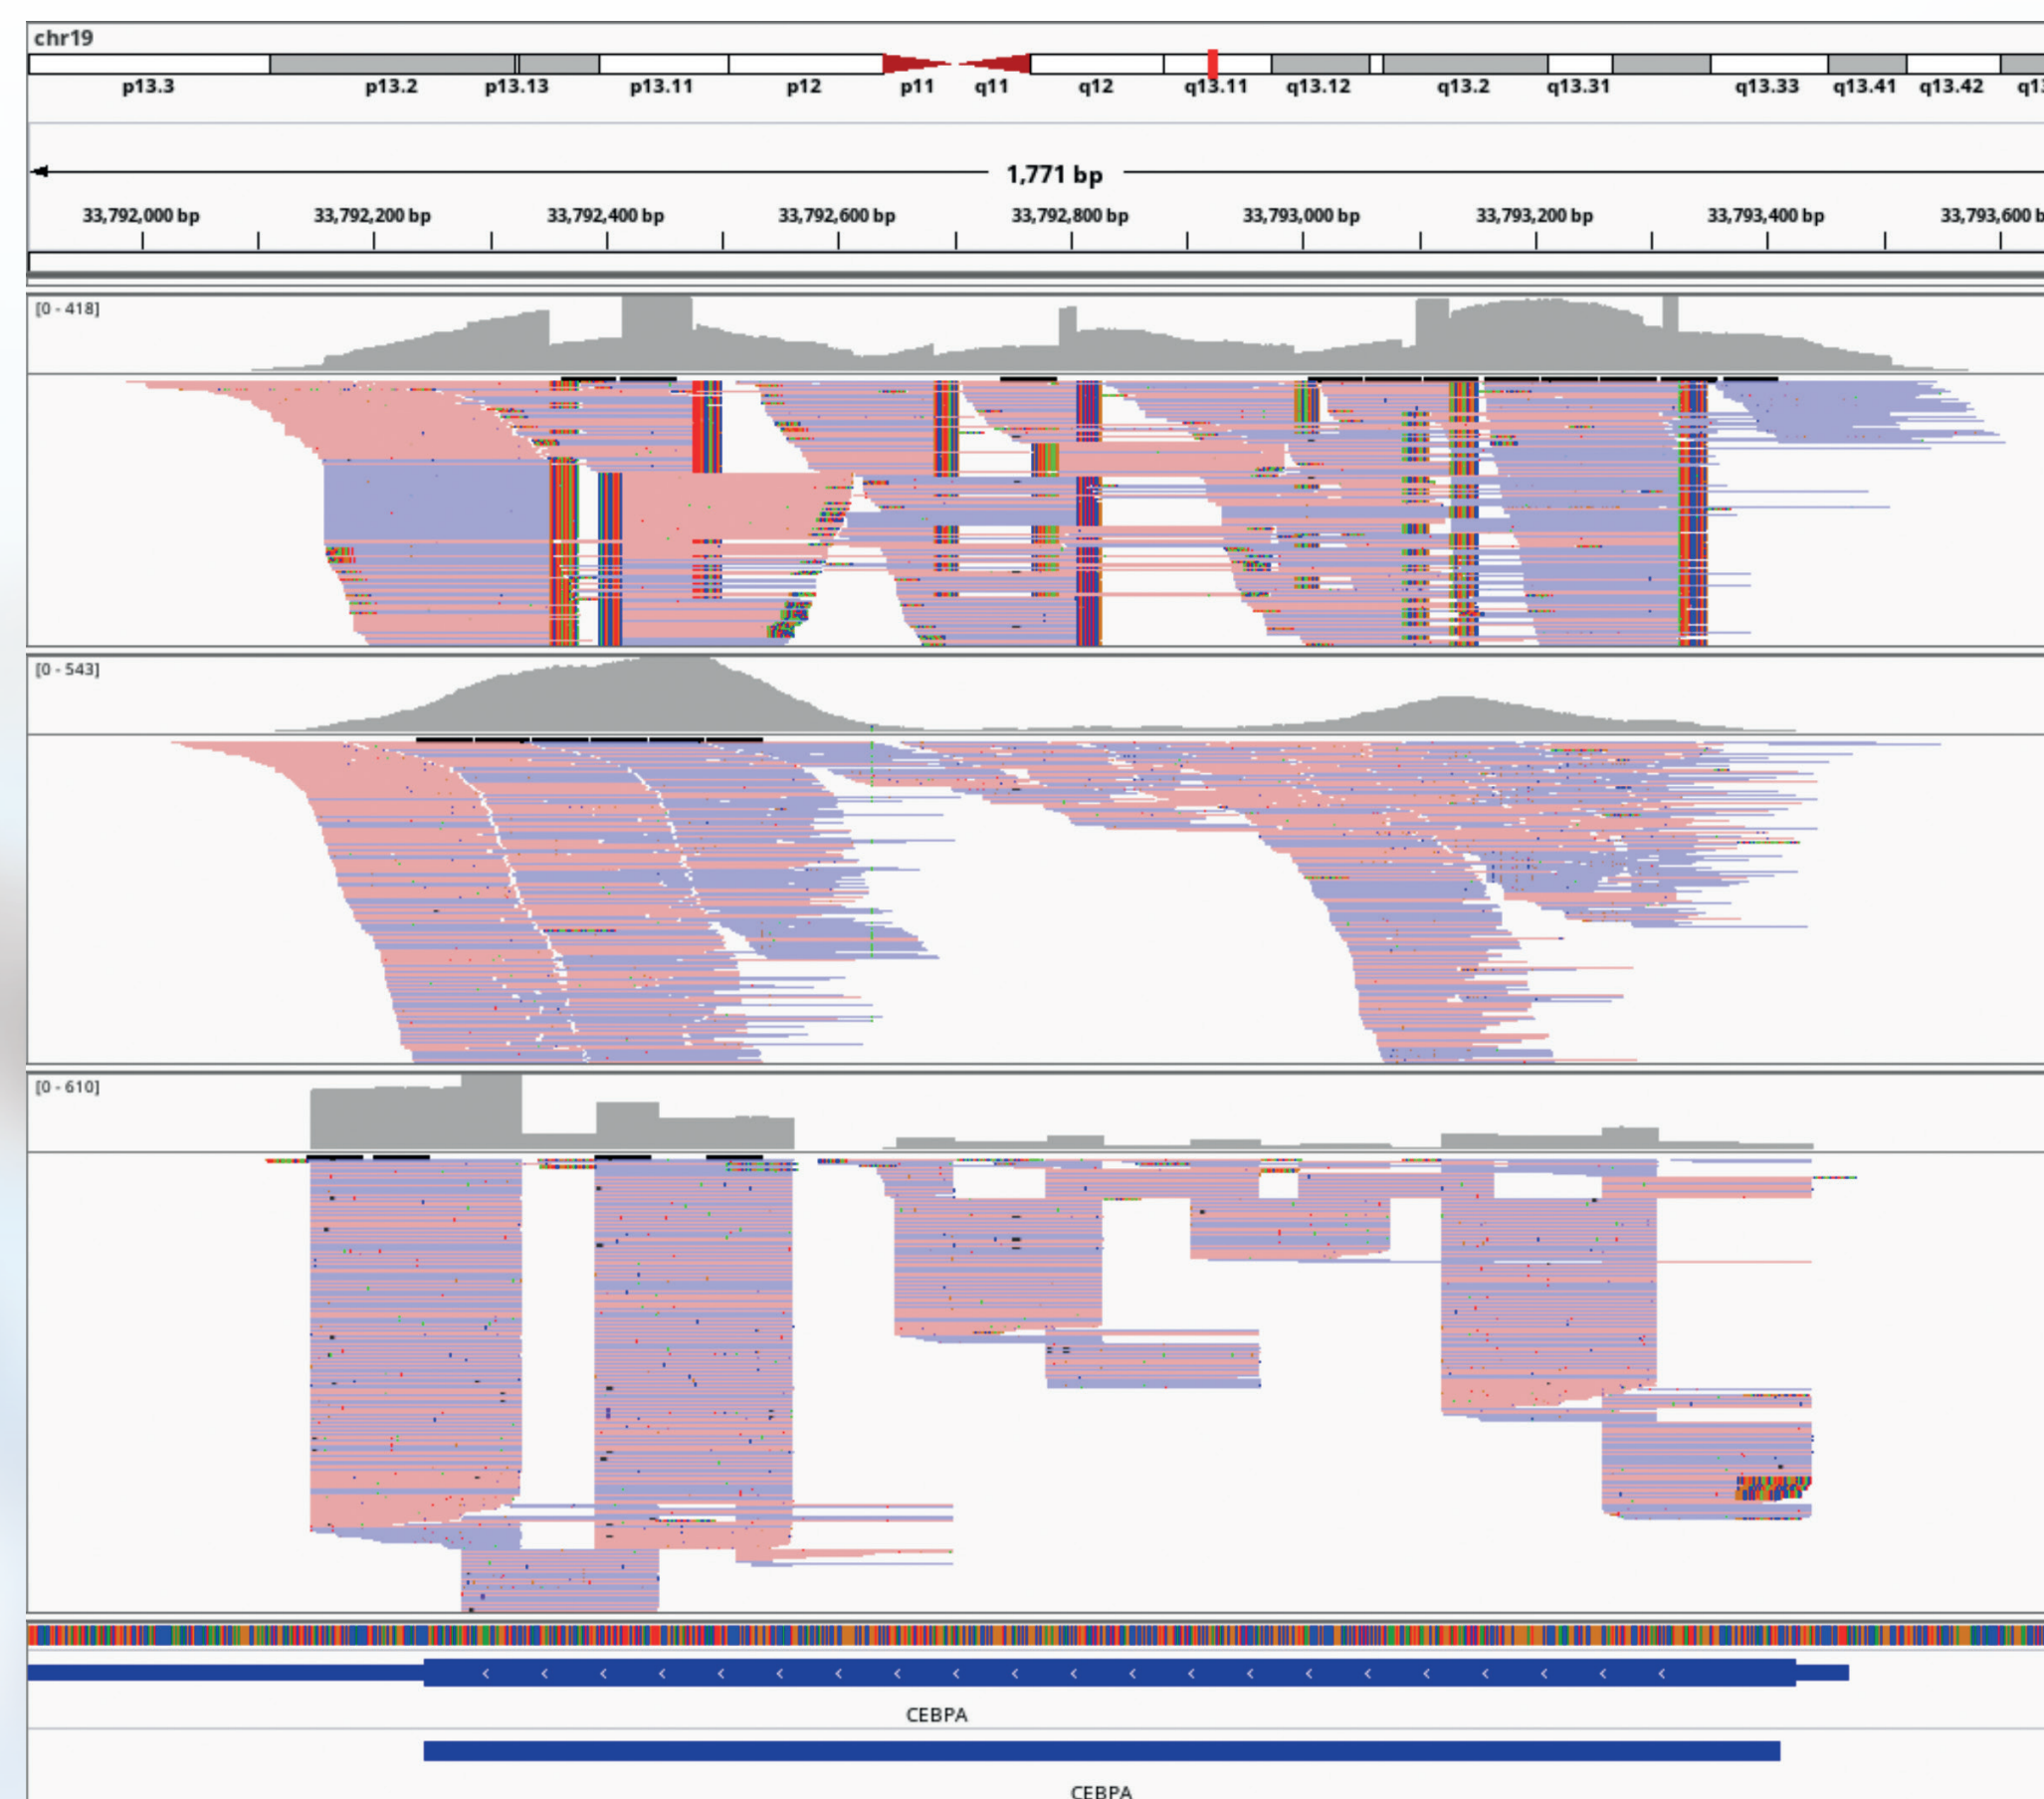 chr19
p13.3 p13.2 p13.13 p13.11 p12 p11 q11 q12 q13.11 q13.12 q13.2 q13.31 q13.33 q13.41 q13.42
1,771 bp
33,792,000 bp 33,792,200 bp 33,792,400 bp 33,792,600 bp 33,792,800 bp 33,793,000 bp 33,793,200 bp 33,793,400 bp 33,793,600 b
[0 - 418]
[0 - 543]
[0 - 610]
CEBPA
CEBPA